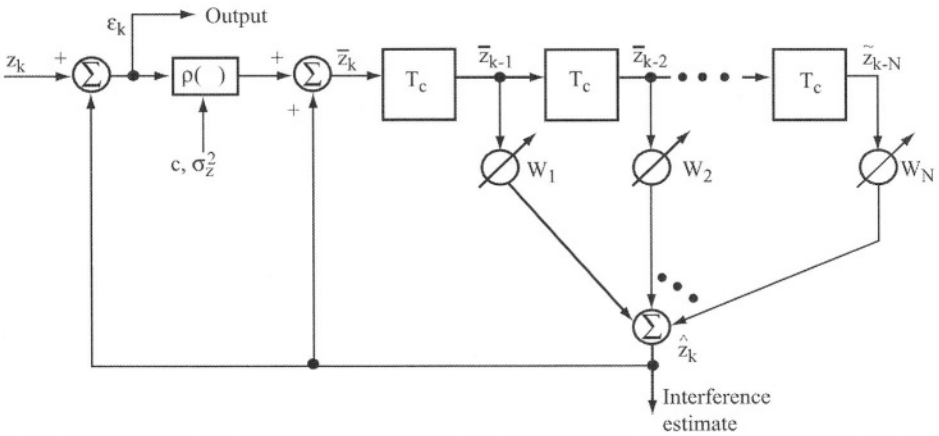 ε_k Output
z_k + Σ ρ( ) + Σ z̄_k T_c z̄_{k-1} T_c z̄_{k-2} T_c z̃_{k-N}
+
c, σ_z^2
W_1 W_2 W_N
Σ
ẑ_k
Interference
estimate